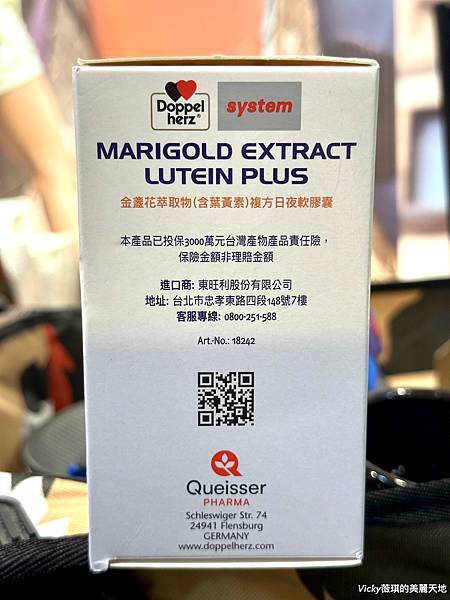 Doppel
herz®
system
MARIGOLD EXTRACT
LUTEIN PLUS
金盞花萃取物(含葉黃素)複方日夜軟膠囊
本產品已投保3000萬元台灣產物產品責任險，
保險金額非理賠金額
進口商: 東旺利股份有限公司
地址: 台北市忠孝東路四段148號7樓
客服專線: 0800-251-588
Art.-No.: 18242
Queisser
PHARMA
Schleswiger Str. 74
24941 Flensburg
GERMANY
www.doppelherz.com
Vicky薇琪的美麗天地